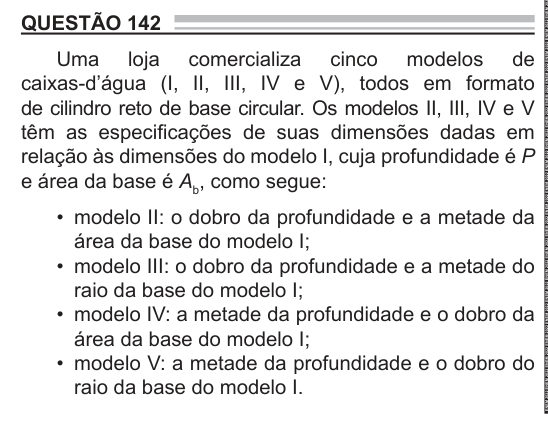 QUESTÃO 142
Uma loja comercializa cinco modelos de
caixas-d’água (I, II, III, IV e V), todos em formato
de cilindro reto de base circular. Os modelos II, III, IV e V
têm as especificações de suas dimensões dadas em
relação às dimensões do modelo I, cuja profundidade é P
e área da base é Ab, como segue:
• modelo II: o dobro da profundidade e a metade da
área da base do modelo I;
• modelo III: o dobro da profundidade e a metade do
raio da base do modelo I;
• modelo IV: a metade da profundidade e o dobro da
área da base do modelo I;
• modelo V: a metade da profundidade e o dobro do
raio da base do modelo I.